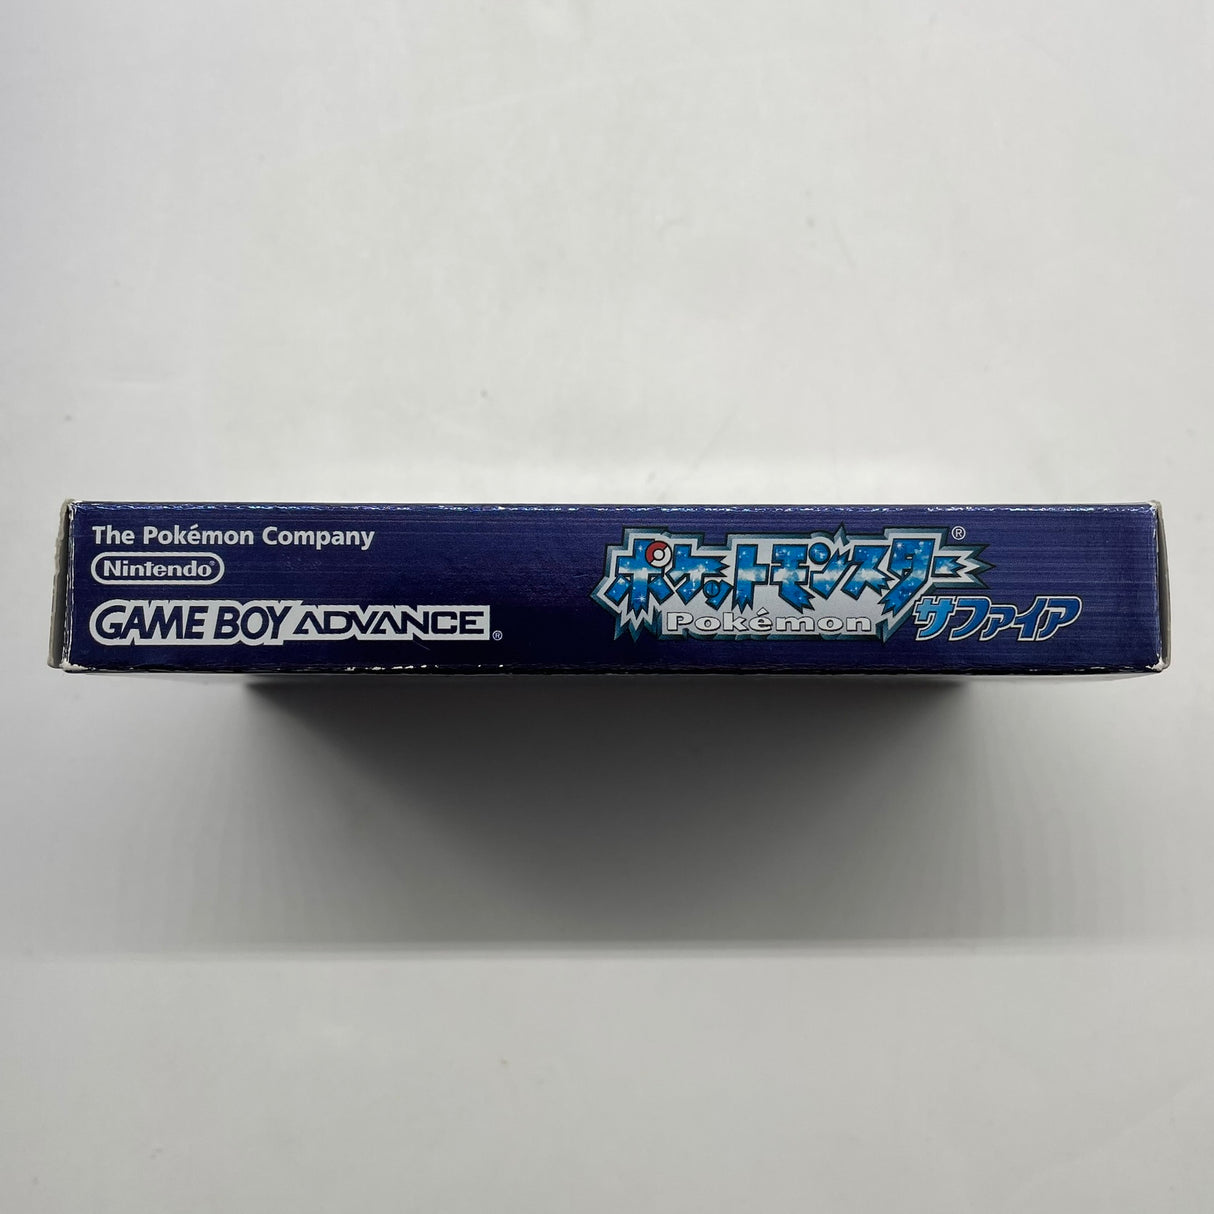 The Pokémon Company
Nintendo®
GAME BOY ADVANCE®
ポケットモンスター®
Pokémon
サファイア